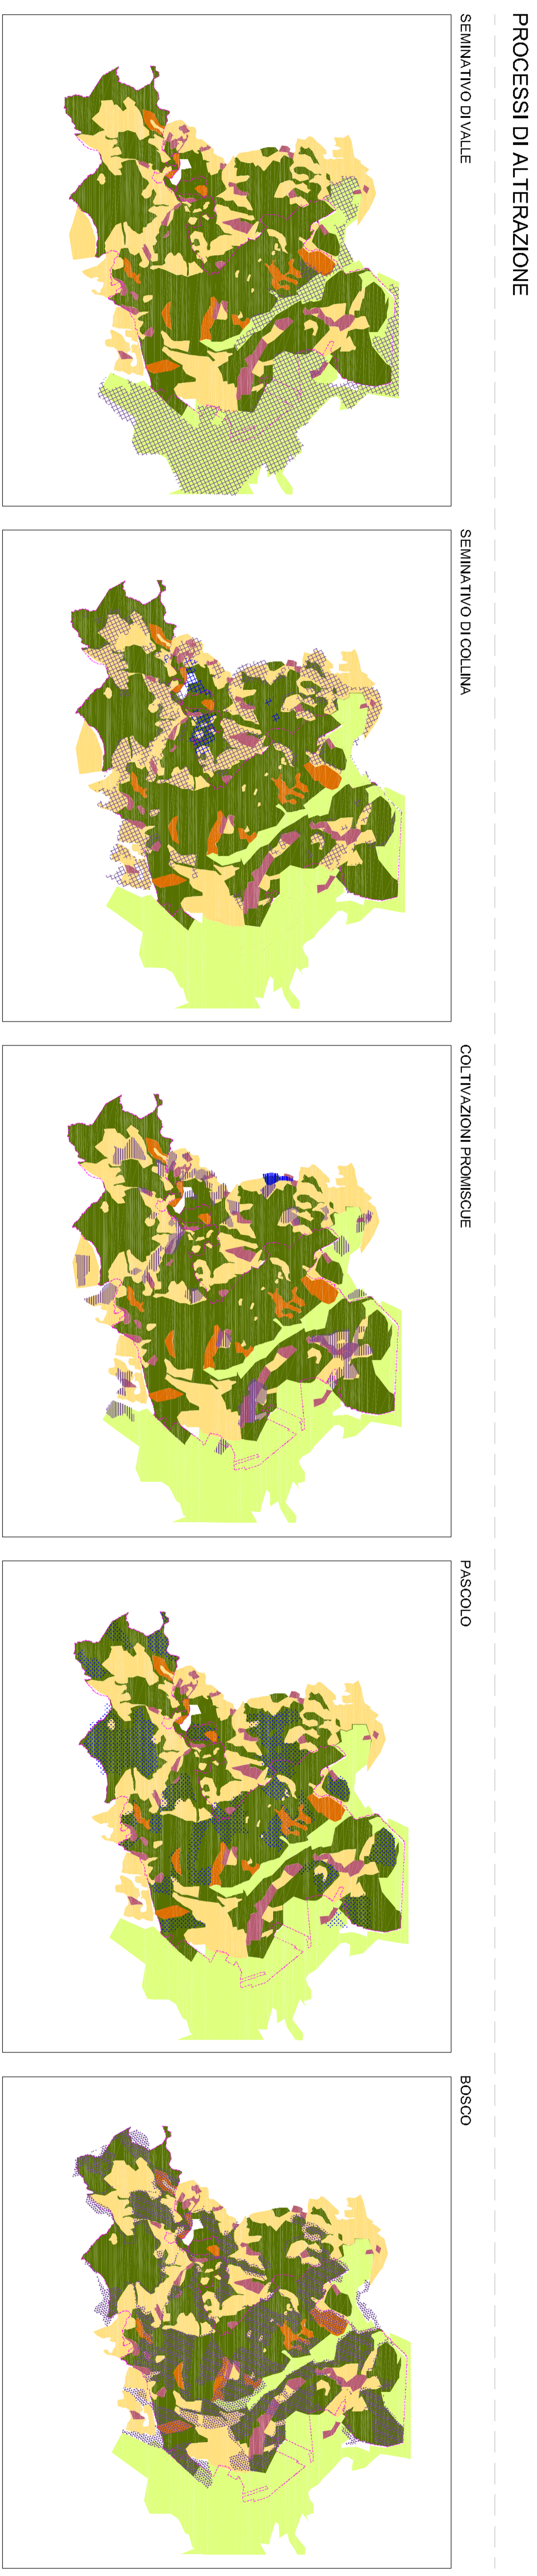 PROCESSI DI ALTERAZIONE
SEMINATIVO DI VALLE
SEMINATIVO DI COLLINA
COLTIVAZIONI PROMISCUE
PASCOLO
BOSCO